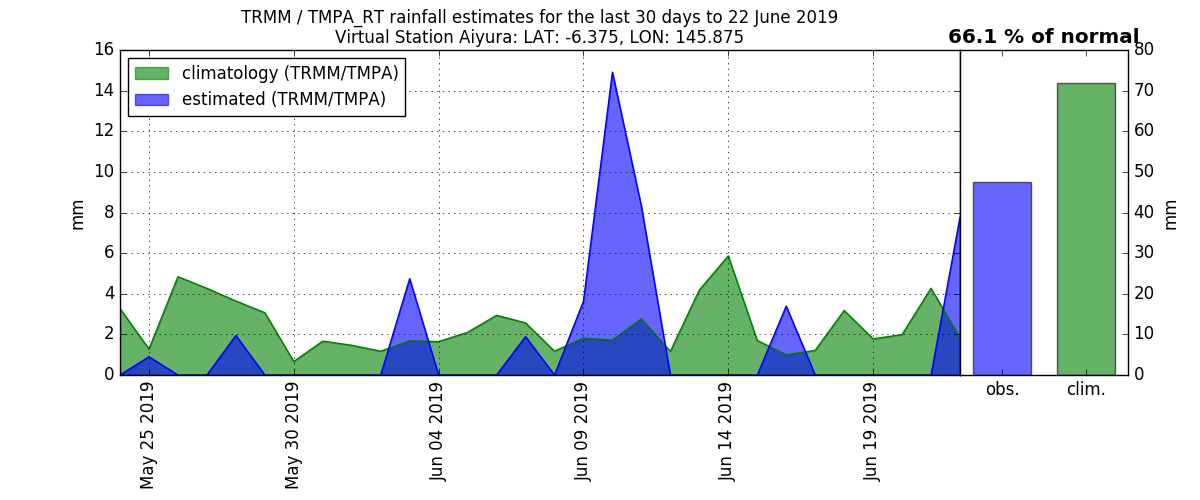 TRMM / TMPA_RT rainfall estimates for the last 30 days to 22 June 2019
Virtual Station Aiyura: LAT: -6.375, LON: 145.875
66.1 % of normal
climatology (TRMM/TMPA)
estimated (TRMM/TMPA)
mm
16
14
12
10
8
6
4
2
0
May 25 2019
May 30 2019
Jun 04 2019
Jun 09 2019
Jun 14 2019
Jun 19 2019
obs.
clim.
80
70
60
50
40
30
20
10
0
mm